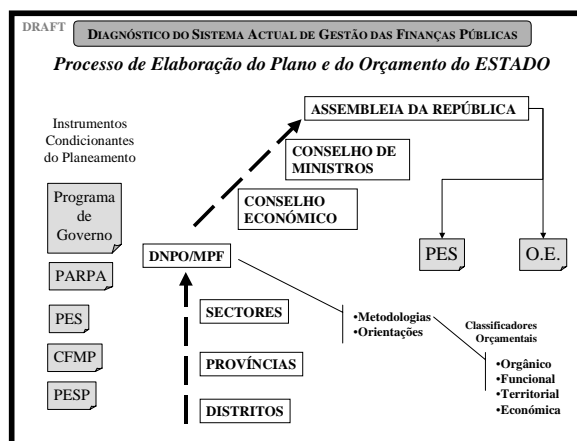 DRAFT
DIAGNÓSTICO DO SISTEMA ACTUAL DE GESTÃO DAS FINANÇAS PÚBLICAS
Processo de Elaboração do Plano e do Orçamento do ESTADO
ASSEMBLEIA DA REPÚBLICA
Instrumentos
Condicionantes
do Planeamento
CONSELHO DE
MINISTROS
Programa
de
Governo
CONSELHO
ECONÓMICO
DNPO/MPF
PES
O.E.
PARPA
SECTORES
•Metodologias
•Orientações
Classificadores
Orçamentais
PES
CFMP
PROVÍNCIAS
•Orgânico
•Funcional
•Territorial
•Económica
PESP
DISTRITOS